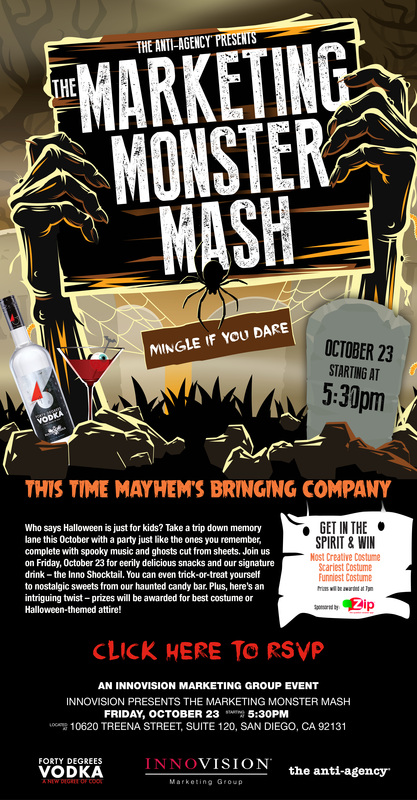 THE ANTI-AGENCY® PRESENTS
THE MARKETING
MONSTER
MASH
MINGLE IF YOU DARE
OCTOBER 23
STARTING AT
5:30pm
VODKA
THIS TIME MAYHEM'S BRINGING COMPANY
Who says Halloween is just for kids? Take a trip down memory
lane this October with a party just like the ones you remember,
complete with spooky music and ghosts cut from sheets. Join us
on Friday, October 23 for eerily delicious snacks and our signature
drink – the Inno Shocktail. You can even trick-or-treat yourself
to nostalgic sweets from our haunted candy bar. Plus, here's an
intriguing twist – prizes will be awarded for best costume or
Halloween-themed attire!
GET IN THE
SPIRIT & WIN
Most Creative Costume
Scariest Costume
Funniest Costume
Prizes will be awarded at 7pm
Sponsored by: Zip
CLICK HERE TO RSVP
AN INNOVISION MARKETING GROUP EVENT
INNOVISION PRESENTS THE MARKETING MONSTER MASH
FRIDAY, OCTOBER 23 STARTING AT 5:30PM
LOCATED AT 10620 TREENA STREET, SUITE 120, SAN DIEGO, CA 92131
FORTY DEGREES
VODKA
A NEW DEGREE OF COOL
INNOVISION
Marketing Group
the anti-agency™